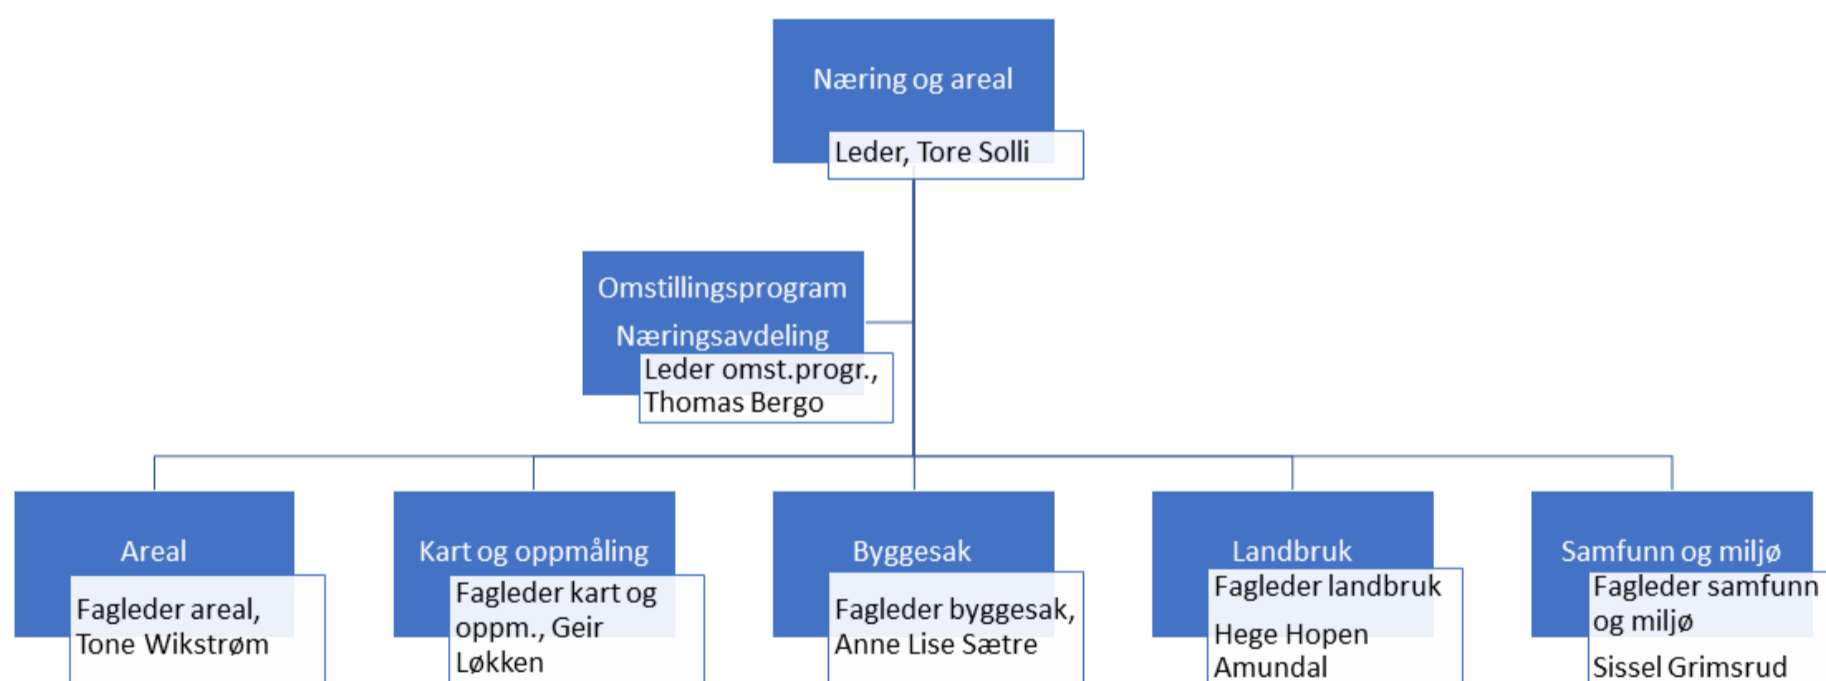 Næring og areal
Leder, Tore Solli
Omstillingsprogram
Næringsavdeling
Leder omst.progr.,
Thomas Bergo
Areal
Fagleder areal,
Tone Wikstrøm
Kart og oppmåling
Fagleder kart og
oppm., Geir
Løkken
Byggesak
Fagleder byggesak,
Anne Lise Sætre
Landbruk
Fagleder landbruk
Hege Hopen
Amundal
Samfunn og miljø
Fagleder samfunn
og miljø
Sissel Grimsrud